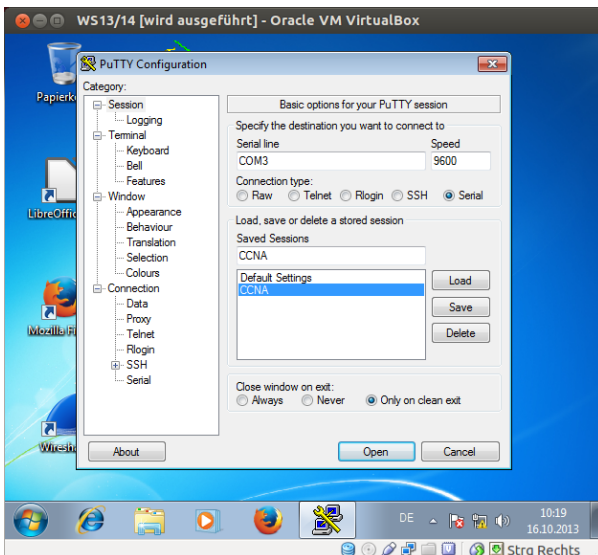 WS13/14 [wird ausgeführt] - Oracle VM VirtualBox
PuTTY Configuration
Papierk
LibreOffic
Mozilla Fi
Wiresh
Category:
Session
Logging
Terminal
Keyboard
Bell
Features
Window
Appearance
Behaviour
Translation
Selection
Colours
Connection
Data
Proxy
Telnet
Rlogin
SSH
Serial
Basic options for your PuTTY session
Specify the destination you want to connect to
Serial line Speed
COM3 9600
Connection type:
Raw Telnet Rlogin SSH Serial
Load, save or delete a stored session
Saved Sessions
CCNA
Default Settings
CCNA
Load
Save
Delete
Close window on exit:
Always Never Only on clean exit
About Open Cancel
DE 10:19
16.10.2013
Strg Rechts